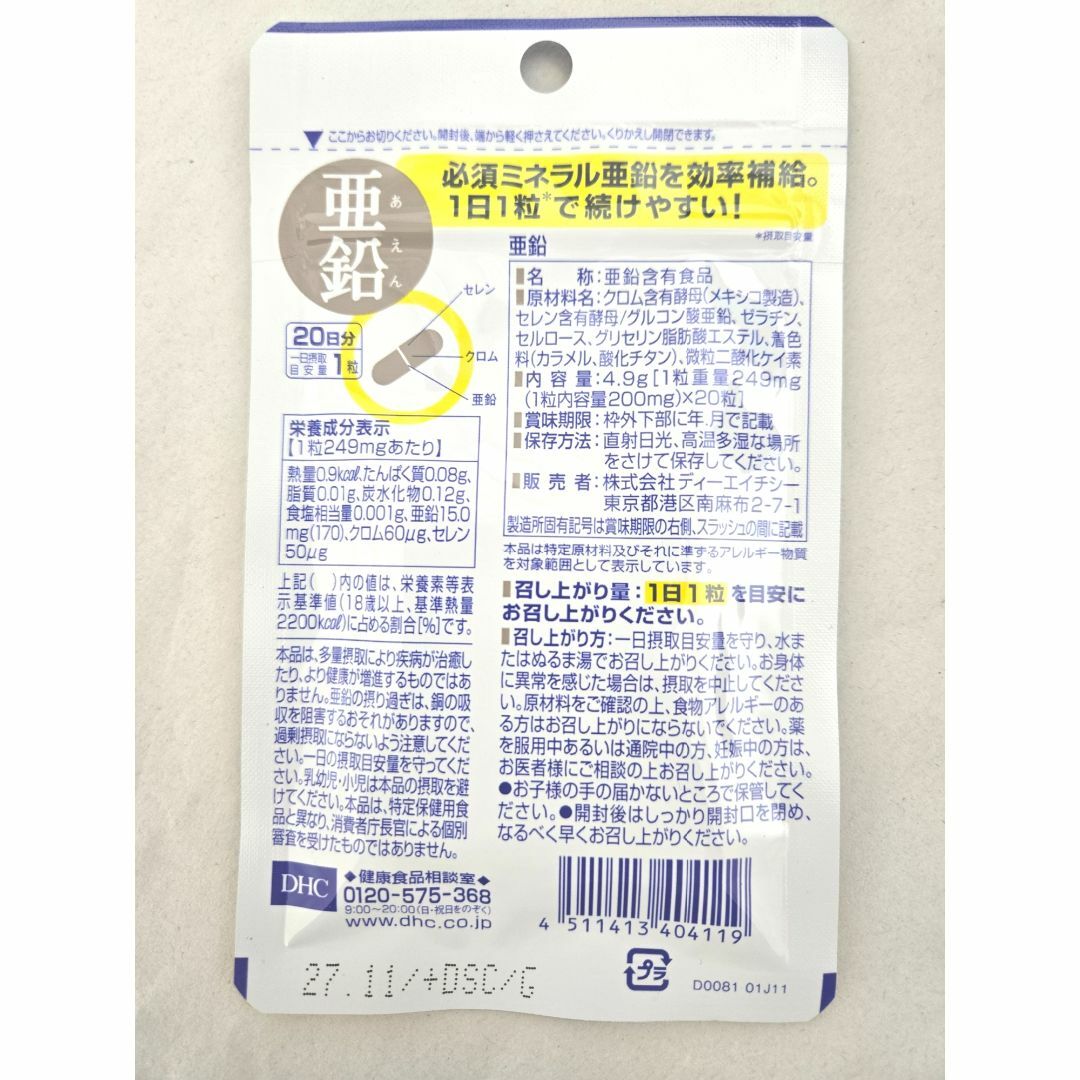 ▼ここからお切りください。開封後、端から軽く押さえてください。くりかえし開閉できます。
亜鉛
あえん
必須ミネラル亜鉛を効率補給。
1日1粒*で続けやすい!
*摂取目安量
20日分
一日摂取目安量1粒
セレン
クロム
亜鉛
栄養成分表示
【1粒249mgあたり】
熱量0.9kcal、たんぱく質0.08g、
脂質0.01g、炭水化物0.12g、
食塩相当量0.001g、亜鉛15.0
mg(170)、クロム60μg、セレン
50μg
上記( )内の値は、栄養素等表
示基準値(18歳以上、基準熱量
2200kcal)に占める割合[%]です。
本品は、多量摂取により疾病が治癒し
たり、より健康が増進するものではあ
りません。亜鉛の摂り過ぎは、銅の吸
収を阻害するおそれがありますので、
過剰摂取にならないよう注意してくだ
さい。一日の摂取目安量を守ってくだ
さい。乳幼児・小児は本品の摂取を避
けてください。本品は、特定保健用食
品と異なり、消費者庁長官による個別
審査を受けたものではありません。
亜鉛
■名 称:亜鉛含有食品
■原材料名:クロム含有酵母(メキシコ製造)、
セレン含有酵母/グルコン酸亜鉛、ゼラチン、
セルロース、グリセリン脂肪酸エステル、着色
料(カラメル、酸化チタン)、微粒二酸化ケイ素
■内容量:4.9g[1粒重量249mg
(1粒内容量200mg)×20粒]
■賞味期限:枠外下部に年.月で記載
■保存方法:直射日光、高温多湿な場所
をさけて保存してください。
■販売者:株式会社ディーエイチシー
東京都港区南麻布2-7-1
製造所固有記号は賞味期限の右側、スラッシュの間に記載
本品は特定原材料及びそれに準ずるアレルギー物質
を対象範囲として表示しています。
■召し上がり量:1日1粒を目安に
お召し上がりください。
■召し上がり方:一日摂取目安量を守り、水ま
たはぬるま湯でお召し上がりください。お身体
に異常を感じた場合は、摂取を中止してくださ
い。原材料をご確認の上、食物アレルギーのあ
る方はお召し上がりにならないでください。薬
を服用中あるいは通院中の方、妊娠中の方は、
お医者様にご相談の上お召し上がりください。
●お子様の手の届かないところで保管してく
ださい。●開封後はしっかり開封口を閉め、
なるべく早くお召し上がりください。
DHC
◆健康食品相談室◆
0120-575-368
9:00〜20:00(日・祝日をのぞく)
www.dhc.co.jp
4 511413 404119
プラ
D0081 01J11
27.11/+DSC/G